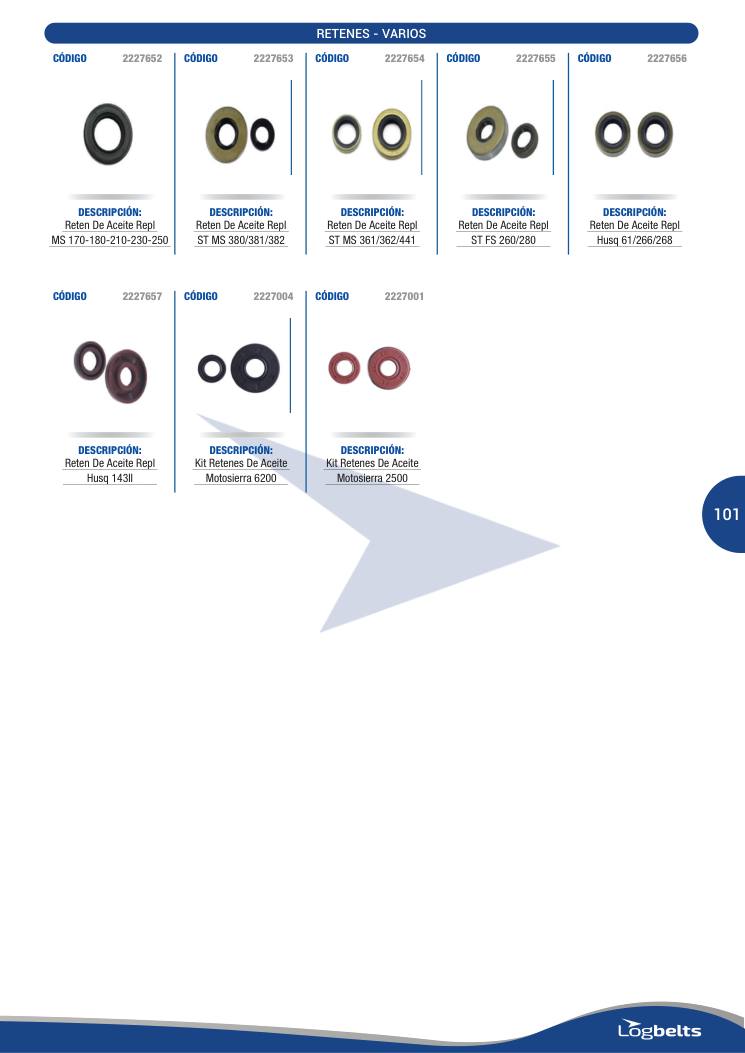 RETENES - VARIOS
CÓDIGO 2227652
DESCRIPCIÓN:
Reten De Aceite Repl
MS 170-180-210-230-250
CÓDIGO 2227653
DESCRIPCIÓN:
Reten De Aceite Repl
ST MS 380/381/382
CÓDIGO 2227654
DESCRIPCIÓN:
Reten De Aceite Repl
ST MS 361/362/441
CÓDIGO 2227655
DESCRIPCIÓN:
Reten De Aceite Repl
ST FS 260/280
CÓDIGO 2227656
DESCRIPCIÓN:
Reten De Aceite Repl
Husq 61/266/268
CÓDIGO 2227657
DESCRIPCIÓN:
Reten De Aceite Repl
Husq 143II
CÓDIGO 2227004
DESCRIPCIÓN:
Kit Retenes De Aceite
Motosierra 6200
CÓDIGO 2227001
DESCRIPCIÓN:
Kit Retenes De Aceite
Motosierra 2500
101
Logbelts